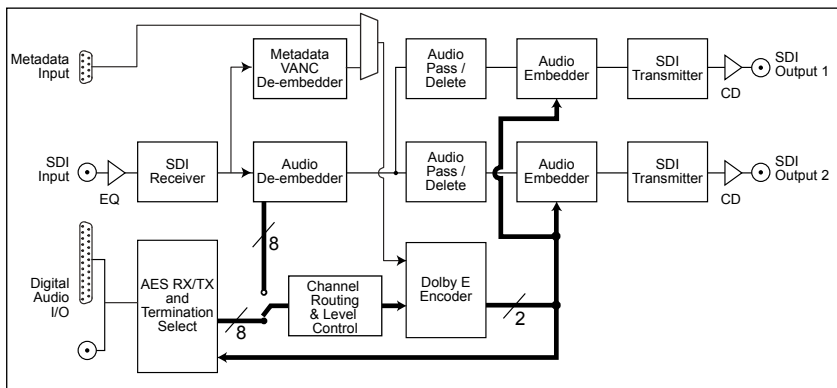 Metadata
Input
Metadata
VANC
De-embedder
Audio
Pass /
Delete
Audio
Embedder
SDI
Transmitter
CD
SDI
Output 1
SDI
Input
EQ
SDI
Receiver
Audio
De-embedder
Audio
Pass /
Delete
Audio
Embedder
SDI
Transmitter
CD
SDI
Output 2
8
Digital
Audio
I/O
AES RX/TX
and
Termination
Select
8
Channel
Routing
& Level
Control
Dolby E
Encoder
2